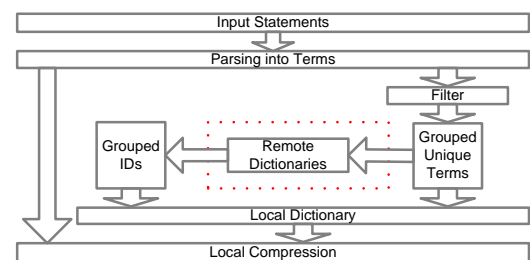 Input Statements
Parsing into Terms
Filter
Grouped
IDs
Remote
Dictionaries
Grouped
Unique
Terms
Local Dictionary
Local Compression